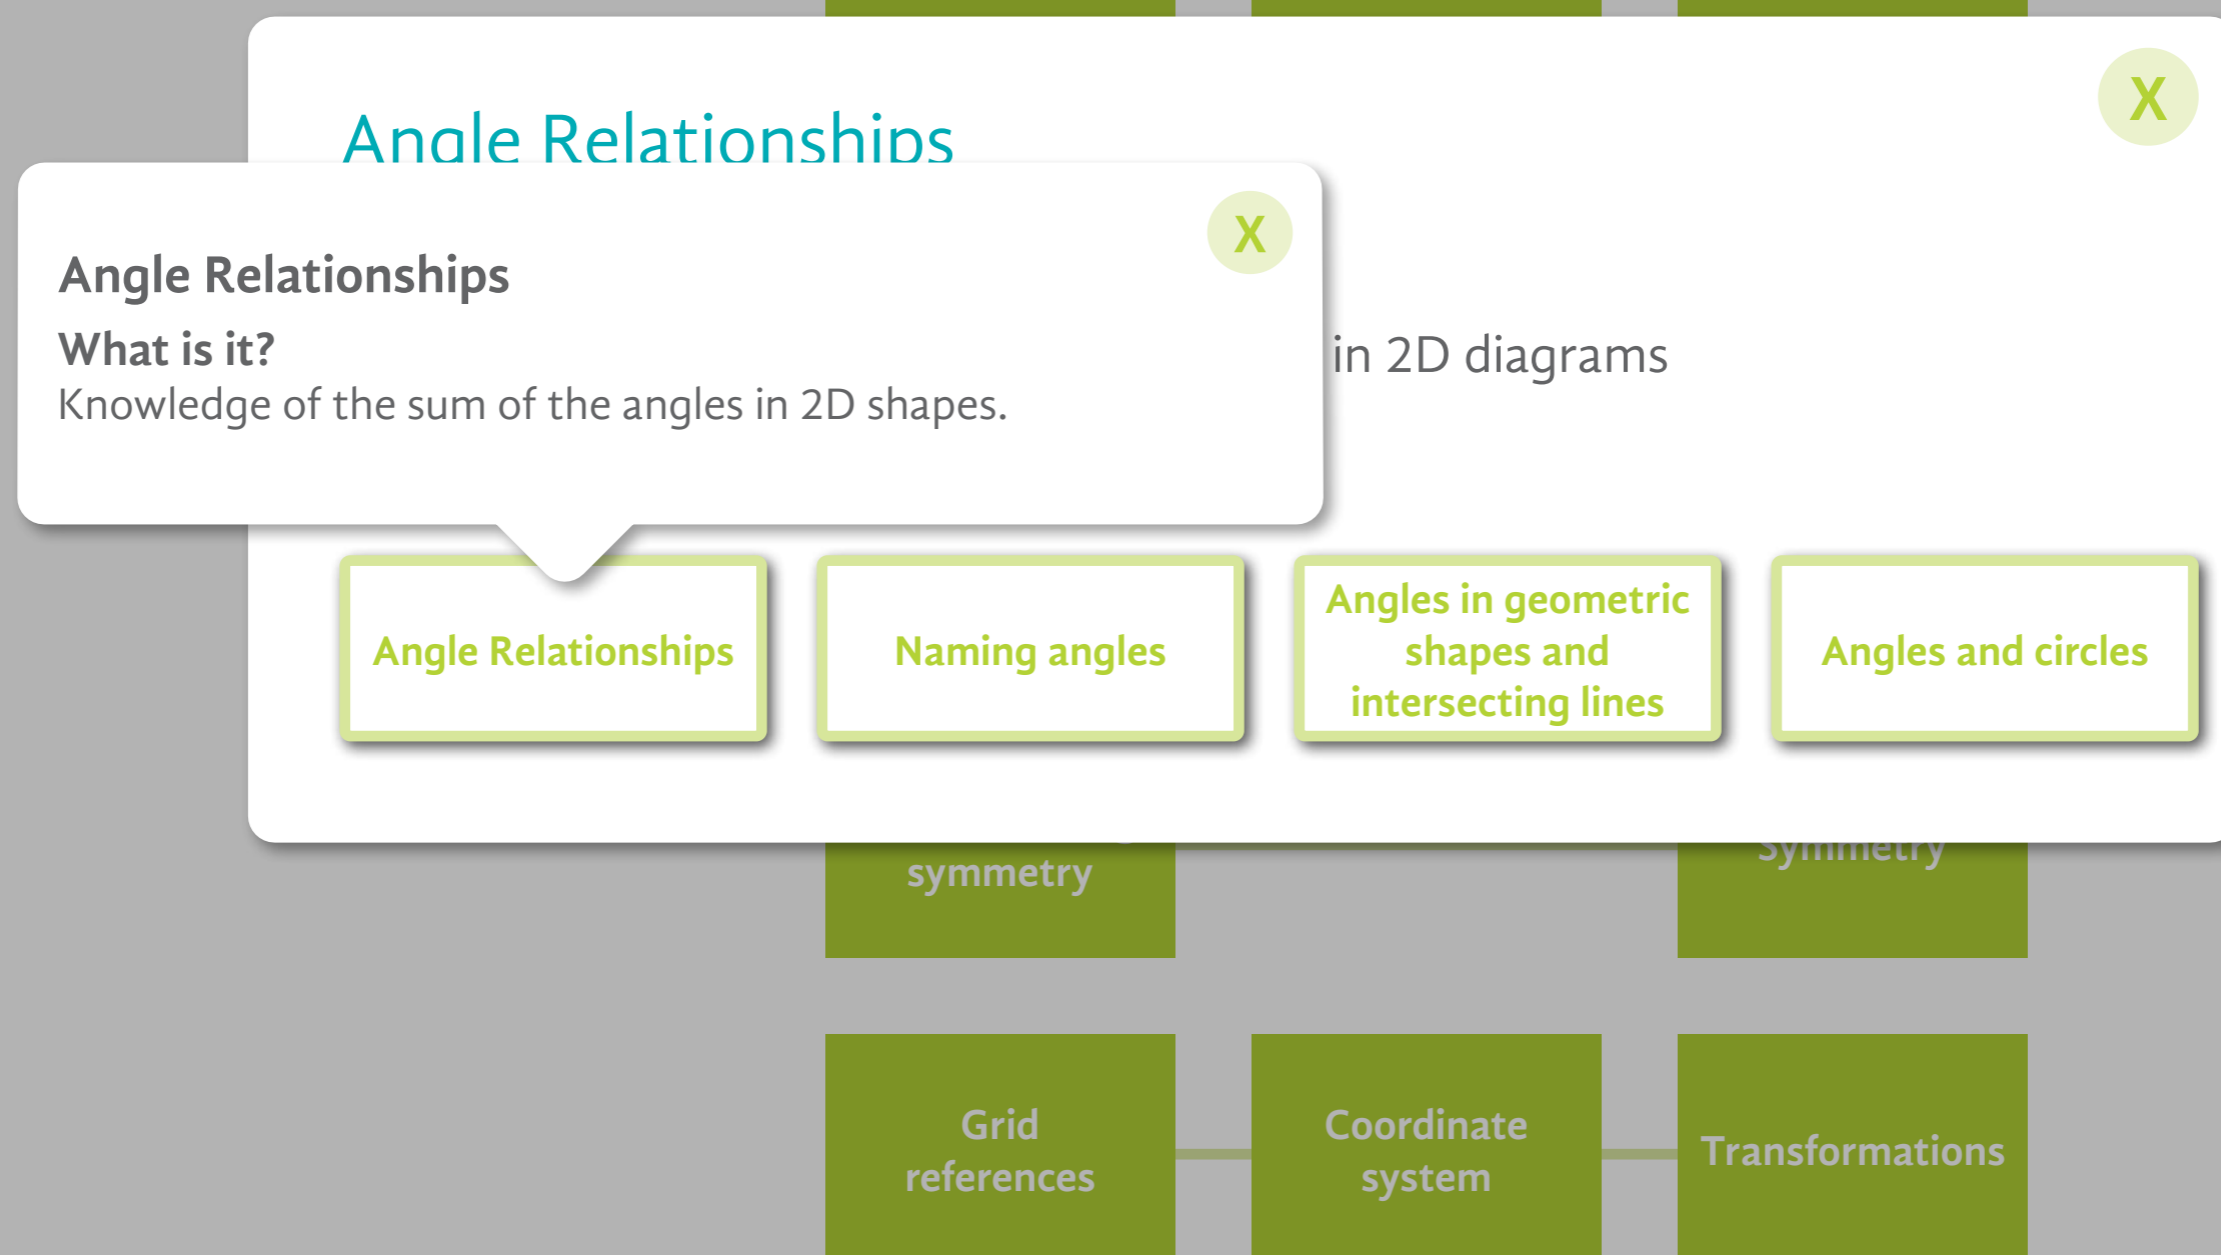 X
Angle Relationships
X
Angle Relationships
What is it?
Knowledge of the sum of the angles in 2D shapes.
in 2D diagrams
Angle Relationships
Naming angles
Angles in geometric
shapes and
intersecting lines
Angles and circles
symmetry
Symmetry
Grid
references
Coordinate
system
Transformations